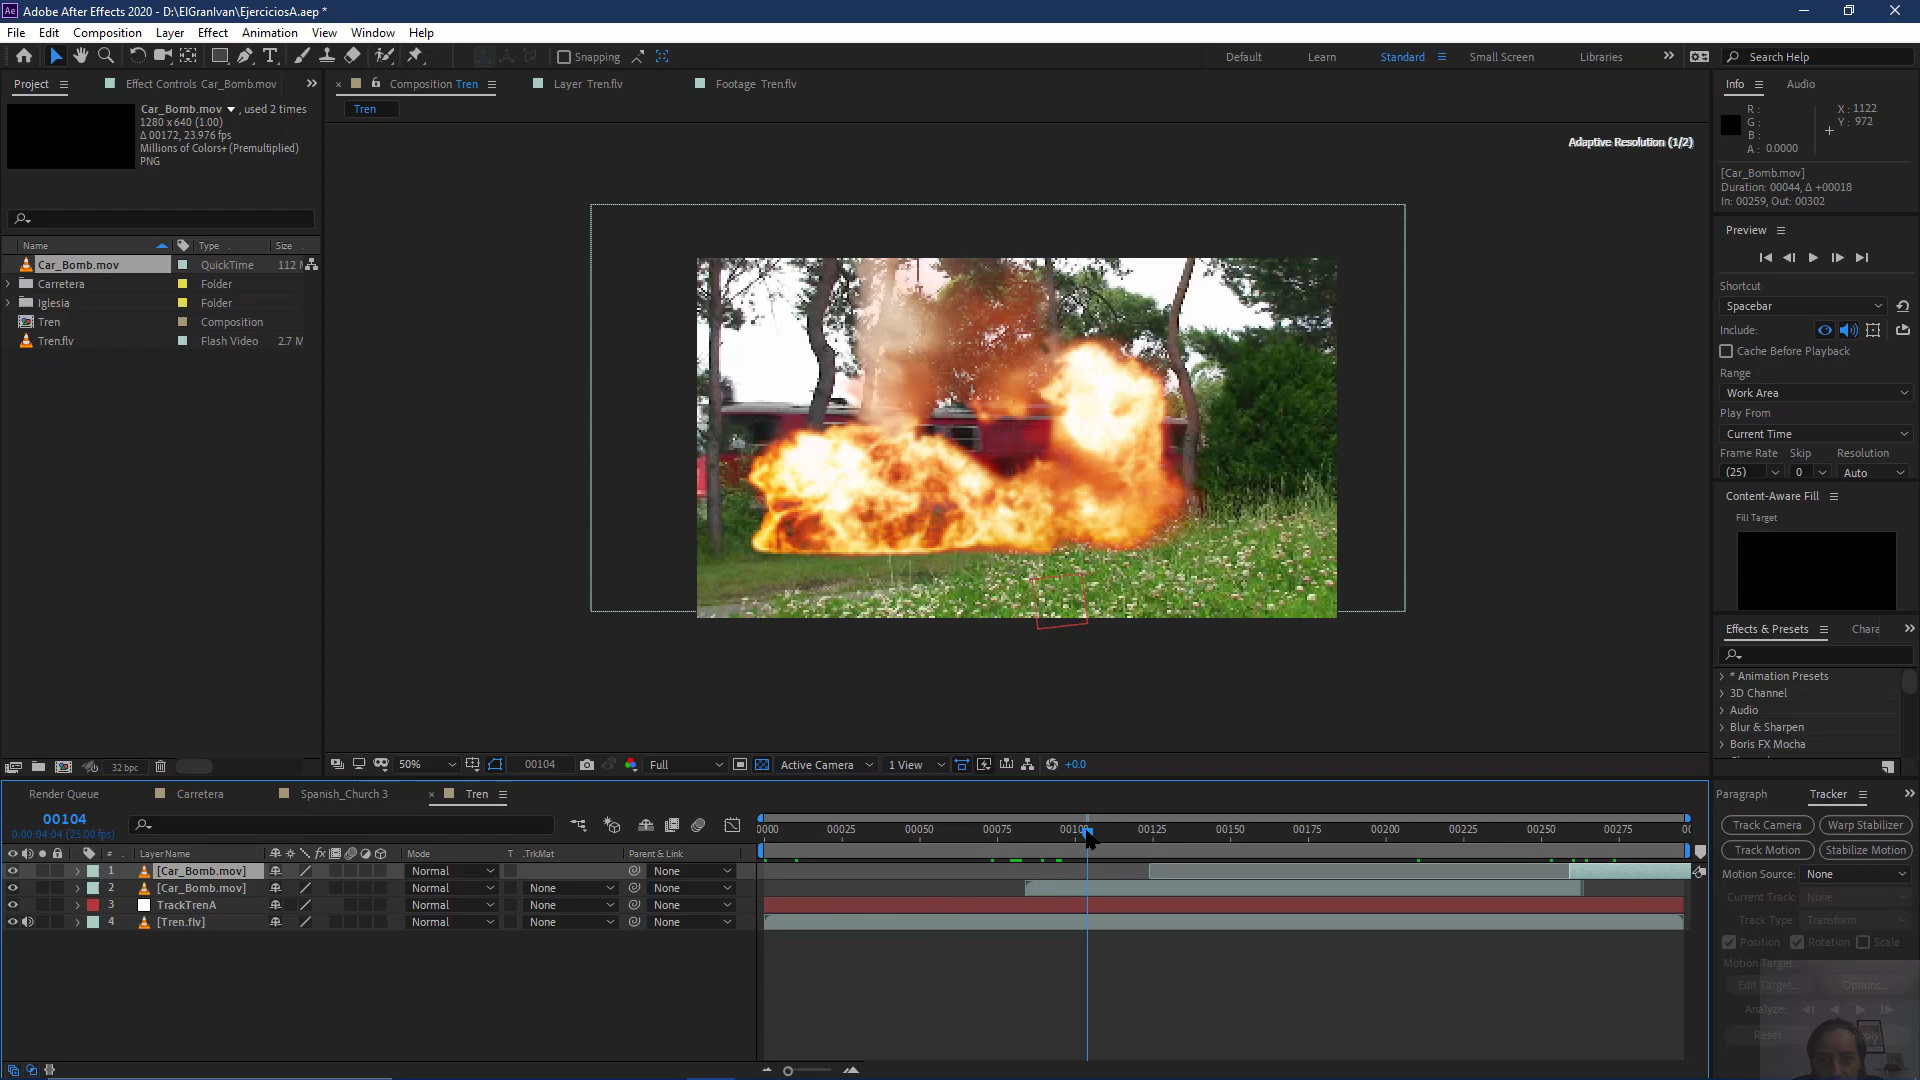 Ae Adobe After Effects 2020 - D:\ElGranIvan\EjerciciosA.aep *
File Edit Composition Layer Effect Animation View Window Help
Snapping Default Learn Standard Small Screen Libraries Search Help
Project Effect Controls Car_Bomb.mov Composition Tren Layer Tren.flv Footage Tren.flv Info Audio
Tren
Car_Bomb.mov , used 2 times
1280 x 640 (1.00)
Δ 00172, 23.976 fps
Millions of Colors+ (Premultiplied)
PNG
Name Type Size
Car_Bomb.mov QuickTime 112 M
Carretera Folder
Iglesia Folder
Tren Composition
Tren.flv Flash Video 2.7 M
Adaptive Resolution (1/2)
R :
G :
B :
A : 0.0000
X : 1122
Y : 972
[Car_Bomb.mov]
Duration: 00044, Δ +00018
In: 00259, Out: 00302
Preview
Shortcut
Spacebar
Include:
Cache Before Playback
Range
Work Area
Play From
Current Time
Frame Rate Skip Resolution
(25) 0 Auto
Content-Aware Fill
Fill Target
Effects & Presets Chara
* Animation Presets
3D Channel
Audio
Blur & Sharpen
Boris FX Mocha
32 bpc
50% 00104 Full Active Camera 1 View +0.0
Render Queue Carretera Spanish_Church 3 Tren
00104
0:00:04:04 (25.00 fps)
0000 00025 00050 00075 00100 00125 00150 00175 00200 00225 00250 00275 00
# Layer Name fx Mode T .TrkMat Parent & Link
1 [Car_Bomb.mov] Normal None
2 [Car_Bomb.mov] Normal None None
3 TrackTrenA Normal None None
4 [Tren.flv] Normal None None
Paragraph Tracker
Track Camera Warp Stabilizer
Track Motion Stabilize Motion
Motion Source: None
Current Track: None
Track Type: Transform
Position Rotation Scale
Motion Target:
Edit Target... Options...
Analyze:
Reset Apply